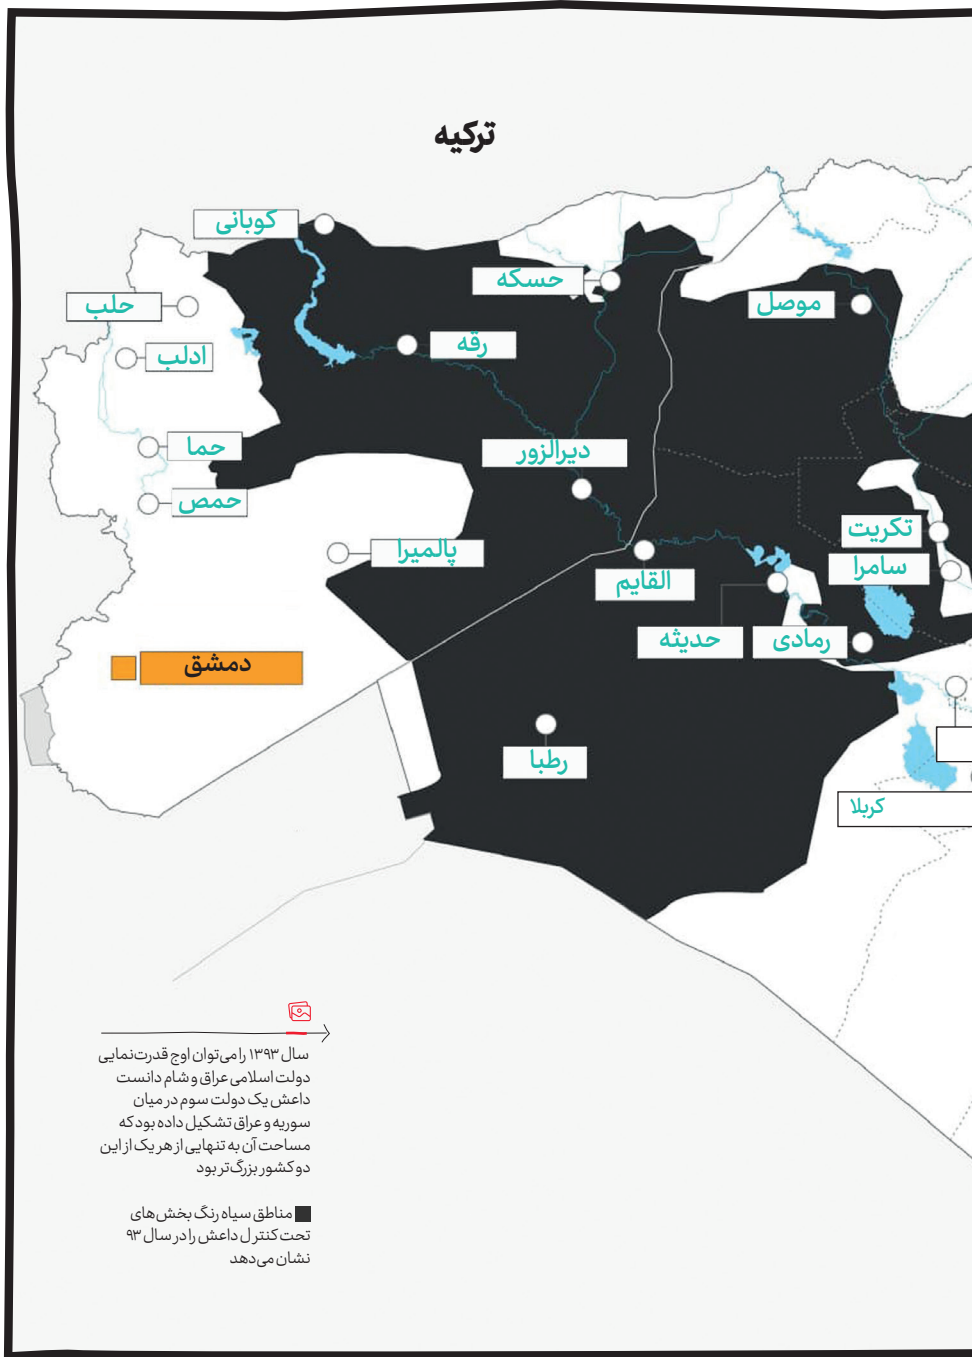 ترکیه
کوبانی
حسکه
حلب
موصل
رقه
ادلب
حما
دیرالزور
حمص
تکریت
پالمیرا
سامرا
القایم
حدیثه
رمادی
دمشق
رطبا
کربلا
سال ۱۳۹۳ را می‌توان اوج قدرت‌نمایی
دولت اسلامی عراق و شام دانست
داعش یک دولت سوم در میان
سوریه و عراق تشکیل داده بود که
مساحت آن به تنهایی از هر یک از این
دو کشور بزرگ‌تر بود
مناطق سیاه رنگ بخش‌های
تحت کنترل داعش را در سال ۹۳
نشان می‌دهد